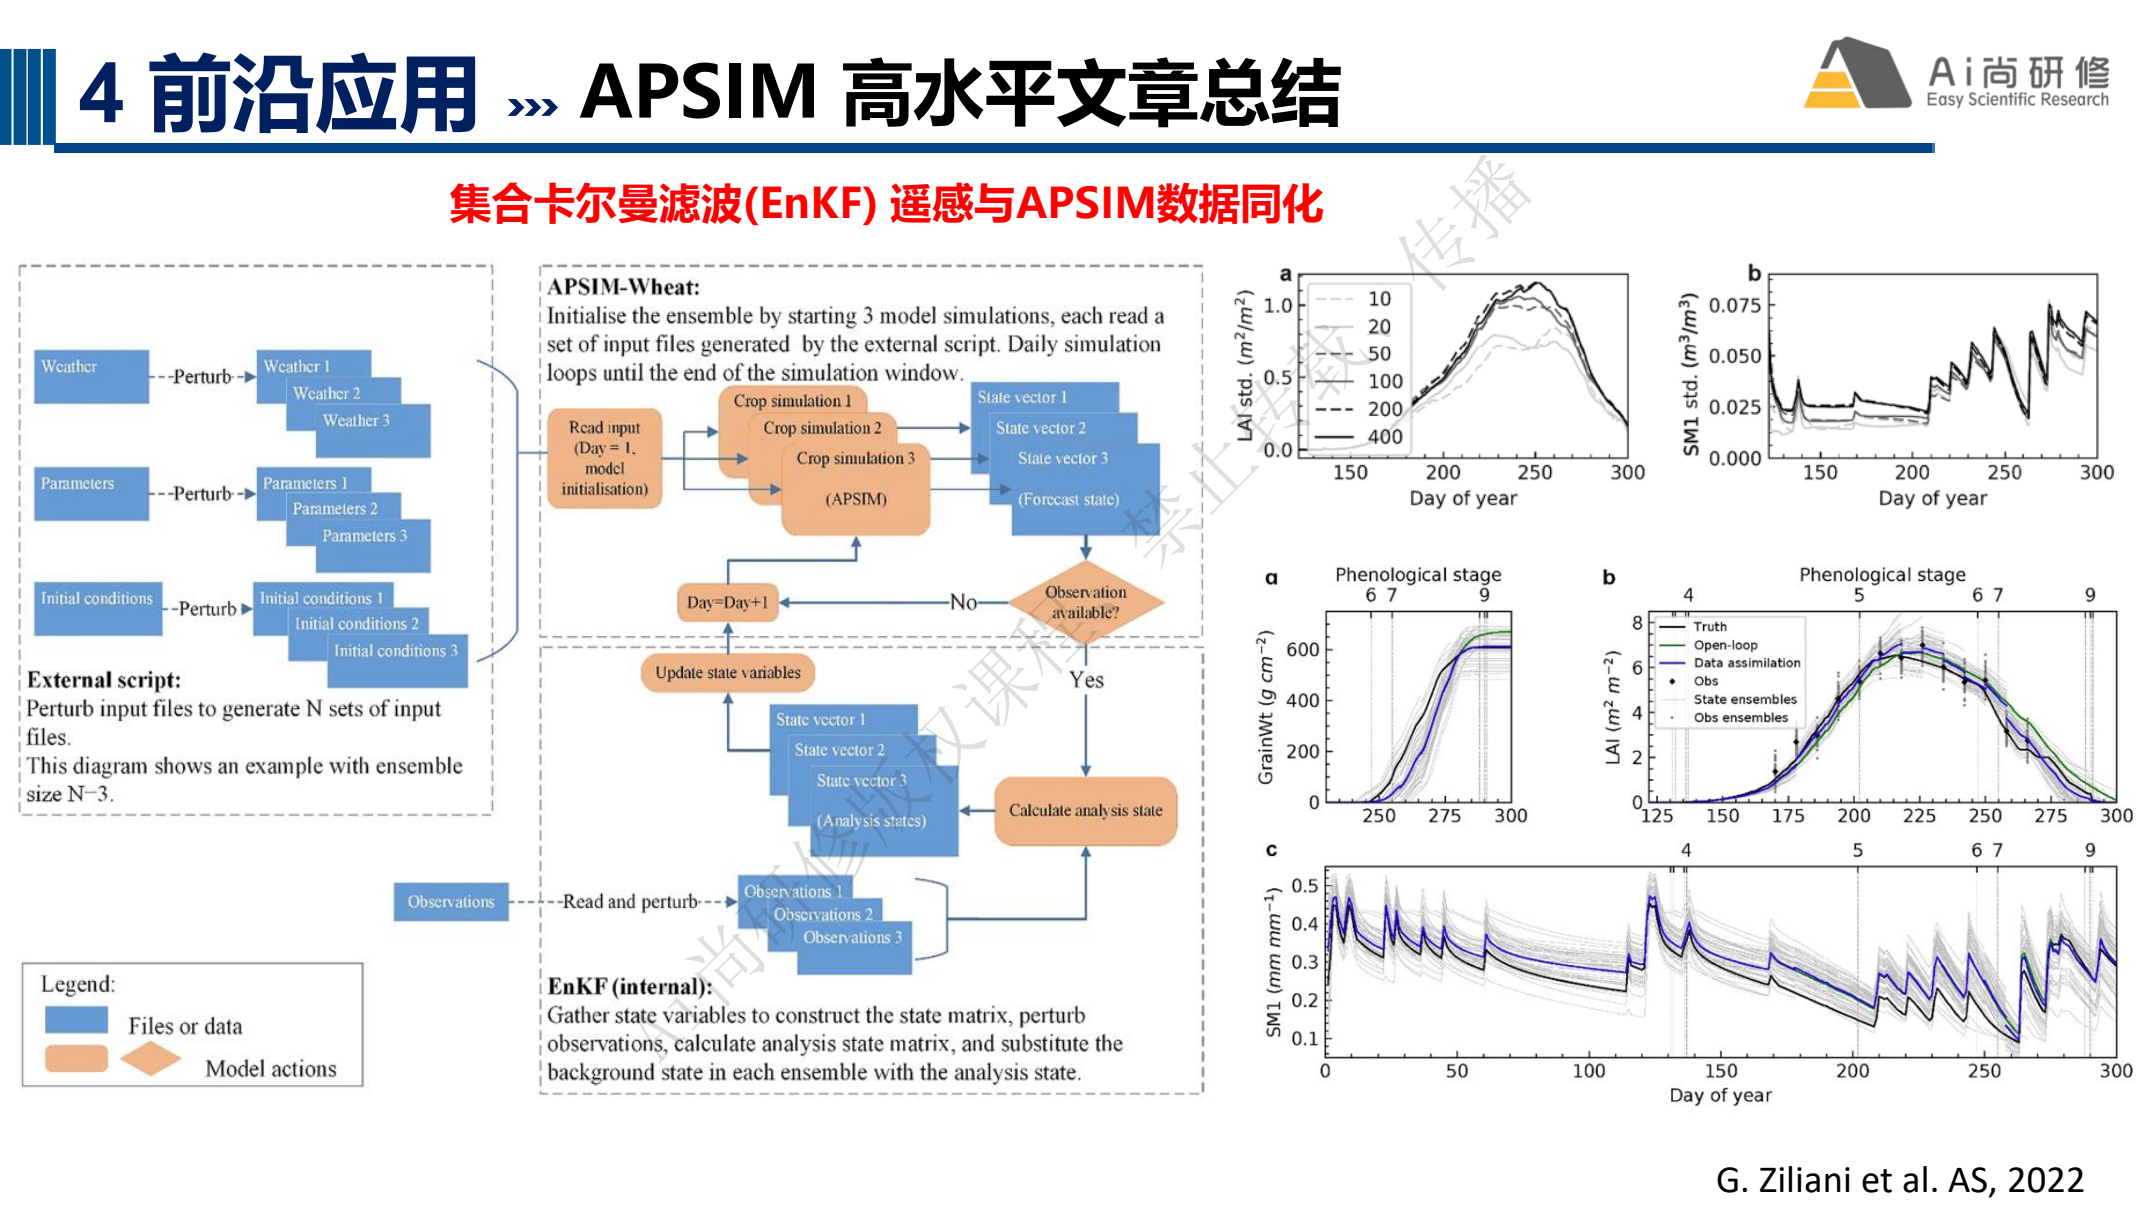 4 前沿应用 ››› APSIM 高水平文章总结
Ai尚研修
Easy Scientific Research
集合卡尔曼滤波(EnKF) 遥感与APSIM数据同化
Weather
Perturb
Weather 1
Weather 2
Weather 3
Parameters
Perturb
Parameters 1
Parameters 2
Parameters 3
Initial conditions
Perturb
Initial conditions 1
Initial conditions 2
Initial conditions 3
External script:
Perturb input files to generate N sets of input
files.
This diagram shows an example with ensemble
size N=3.
APSIM-Wheat:
Initialise the ensemble by starting 3 model simulations, each read a
set of input files generated by the external script. Daily simulation
loops until the end of the simulation window.
Read input
(Day = 1,
model
initialisation)
Crop simulation 1
Crop simulation 2
Crop simulation 3
(APSIM)
State vector 1
State vector 2
State vector 3
(Forecast state)
Day=Day+1
No
Observation
available?
Yes
Update state variables
State vector 1
State vector 2
State vector 3
(Analysis states)
Calculate analysis state
Observations
Read and perturb
Observations 1
Observations 2
Observations 3
EnKF (internal):
Gather state variables to construct the state matrix, perturb
observations, calculate analysis state matrix, and substitute the
background state in each ensemble with the analysis state.
Legend:
Files or data
Model actions
a
LAI std. (m²/m²)
1.0
0.5
0.0
10
20
50
100
200
400
150 200 250 300
Day of year
b
SM1 std. (m³/m³)
0.075
0.050
0.025
0.000
150 200 250 300
Day of year
a
Phenological stage
6 7 9
GrainWt (g cm⁻²)
600
400
200
0
250 275 300
b
Phenological stage
4 5 6 7 9
LAI (m² m⁻²)
8
6
4
2
0
Truth
Open-loop
Data assimilation
Obs
State ensembles
Obs ensembles
125 150 175 200 225 250 275 300
c
4 5 6 7 9
SM1 (mm mm⁻¹)
0.5
0.4
0.3
0.2
0.1
0 50 100 150 200 250 300
Day of year
G. Ziliani et al. AS, 2022
Ai尚研修版权课程 禁止转载 传播